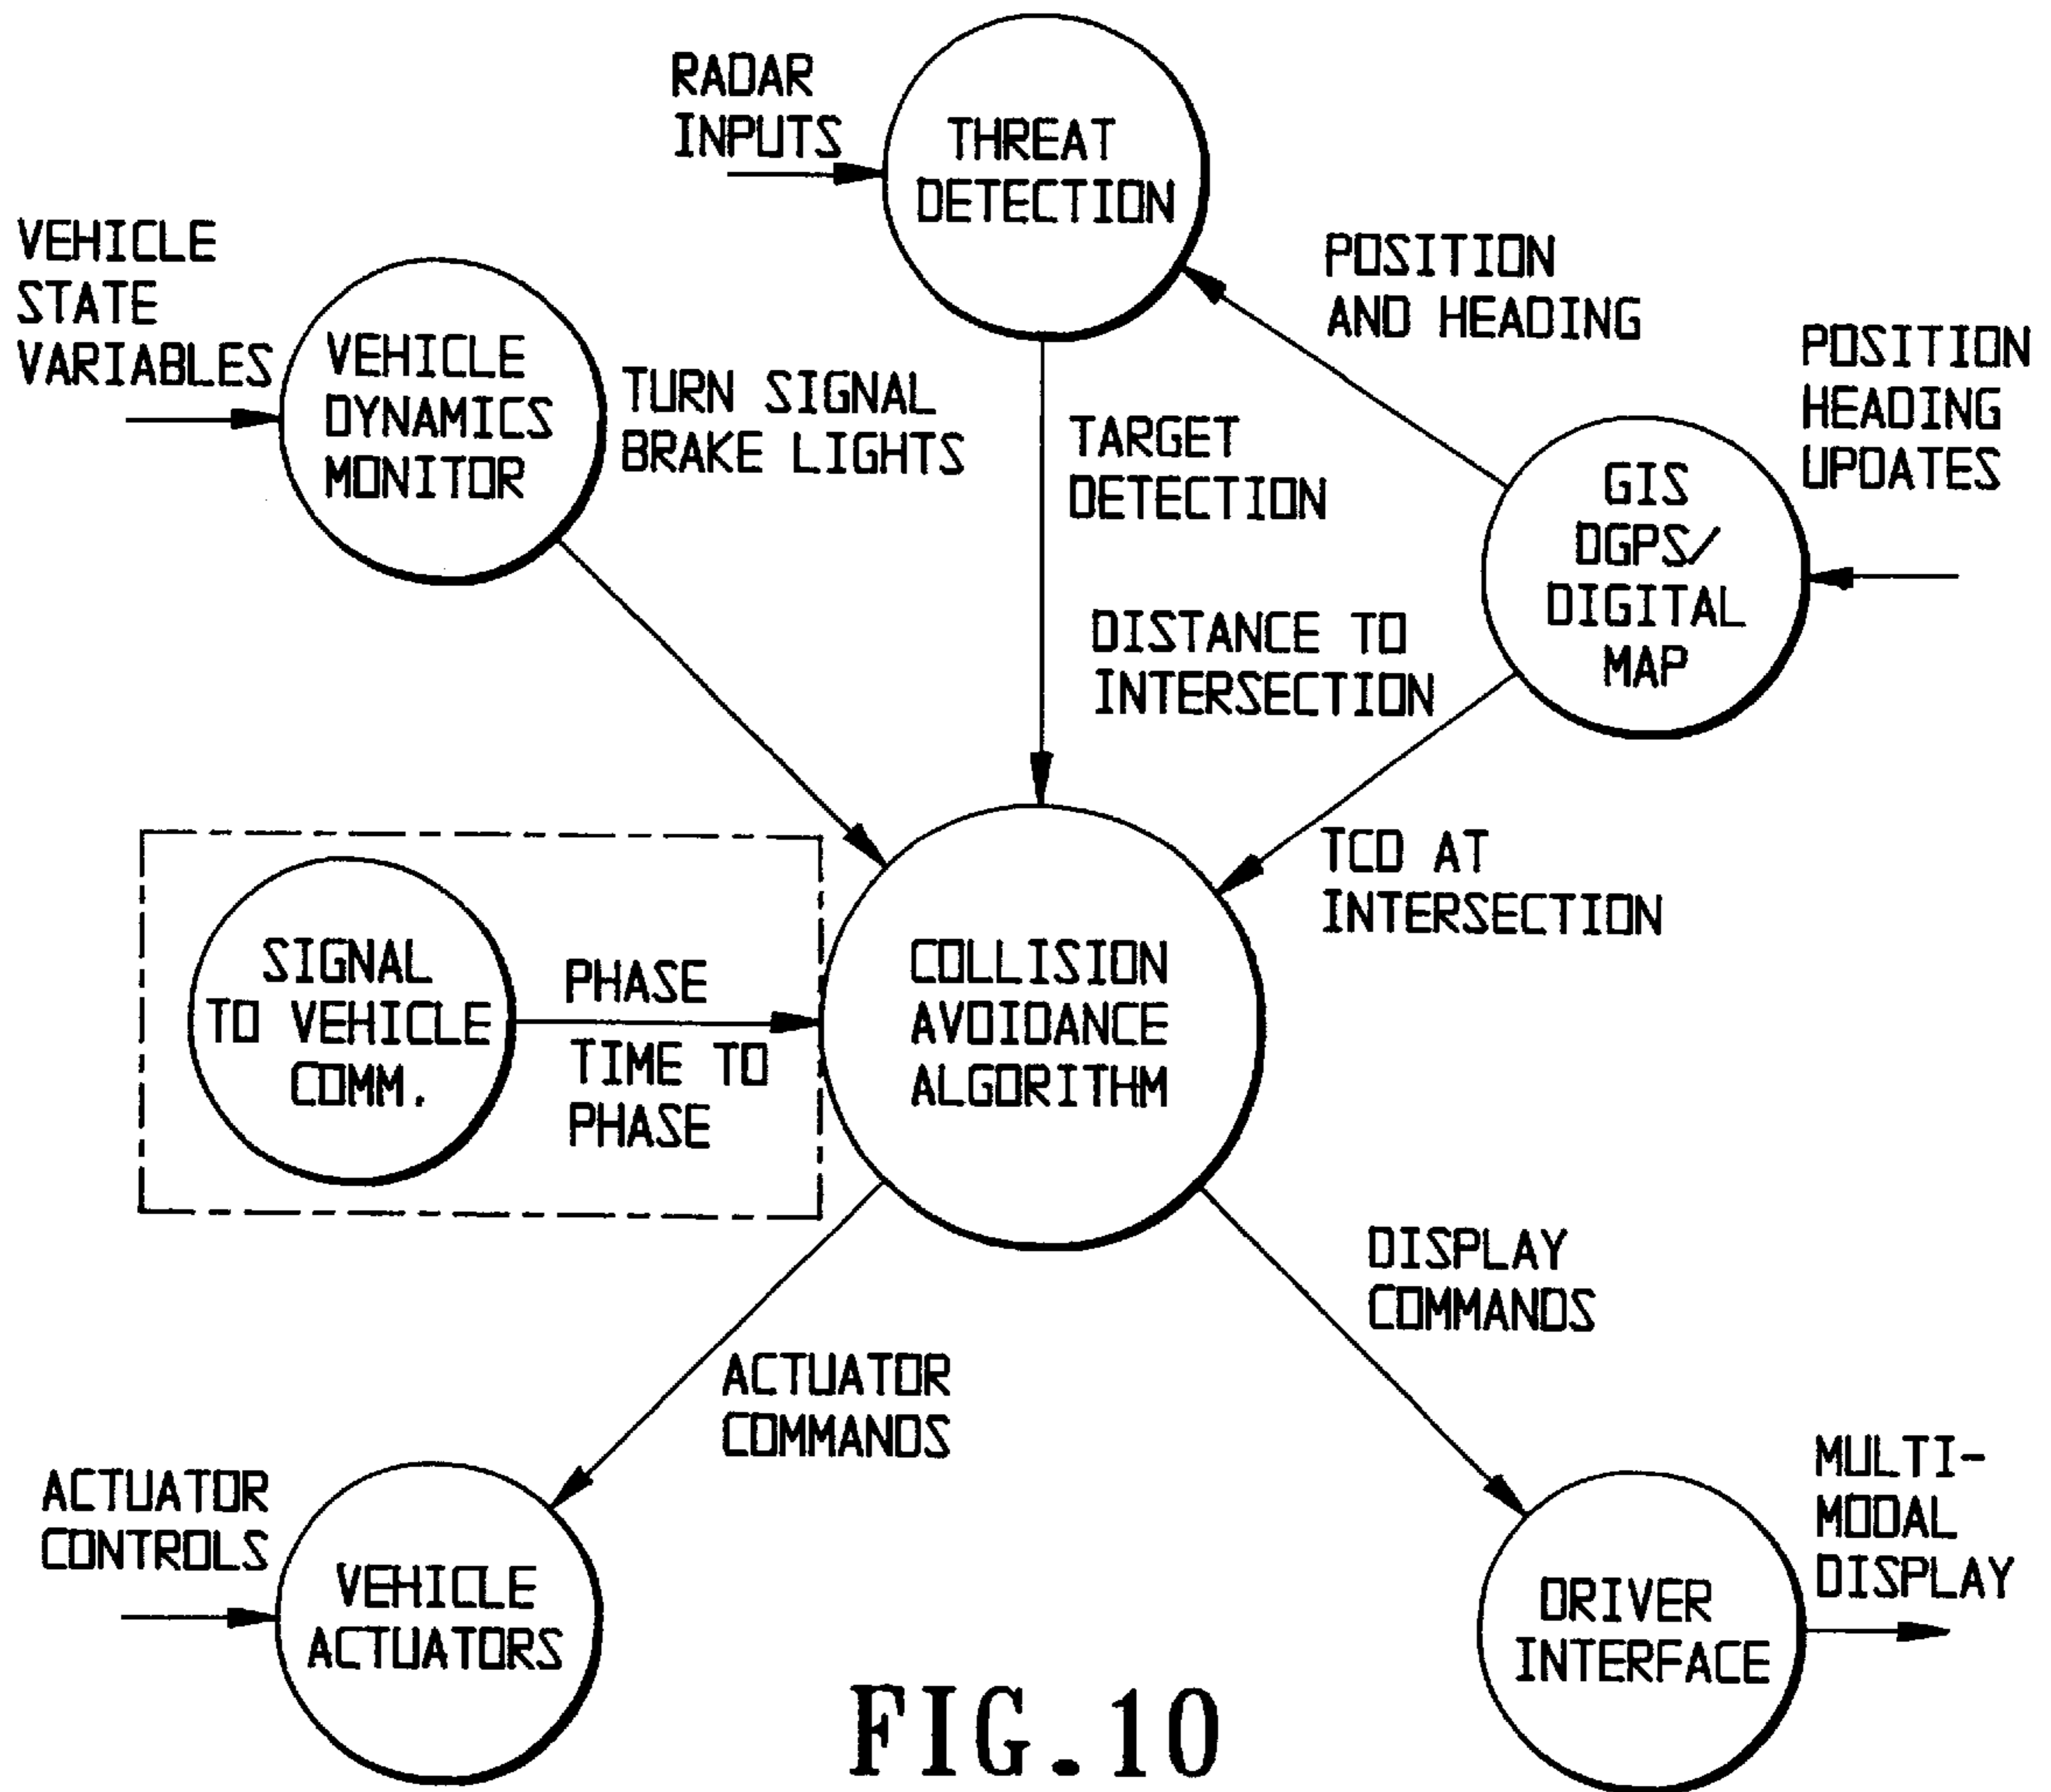 RADAR
INPUTS
THREAT
DETECTION
VEHICLE
STATE
VARIABLES
VEHICLE
DYNAMICS
MONITOR
TURN SIGNAL
BRAKE LIGHTS
TARGET
DETECTION
POSITION
AND HEADING
POSITION
HEADING
UPDATES
GIS
DGPS/
DIGITAL
MAP
DISTANCE TO
INTERSECTION
TCD AT
INTERSECTION
SIGNAL
TO VEHICLE
COMM.
PHASE
TIME TO
PHASE
COLLISION
AVOIDANCE
ALGORITHM
ACTUATOR
COMMANDS
DISPLAY
COMMANDS
ACTUATOR
CONTROLS
VEHICLE
ACTUATORS
DRIVER
INTERFACE
MULTI-
MODAL
DISPLAY
FIG.10